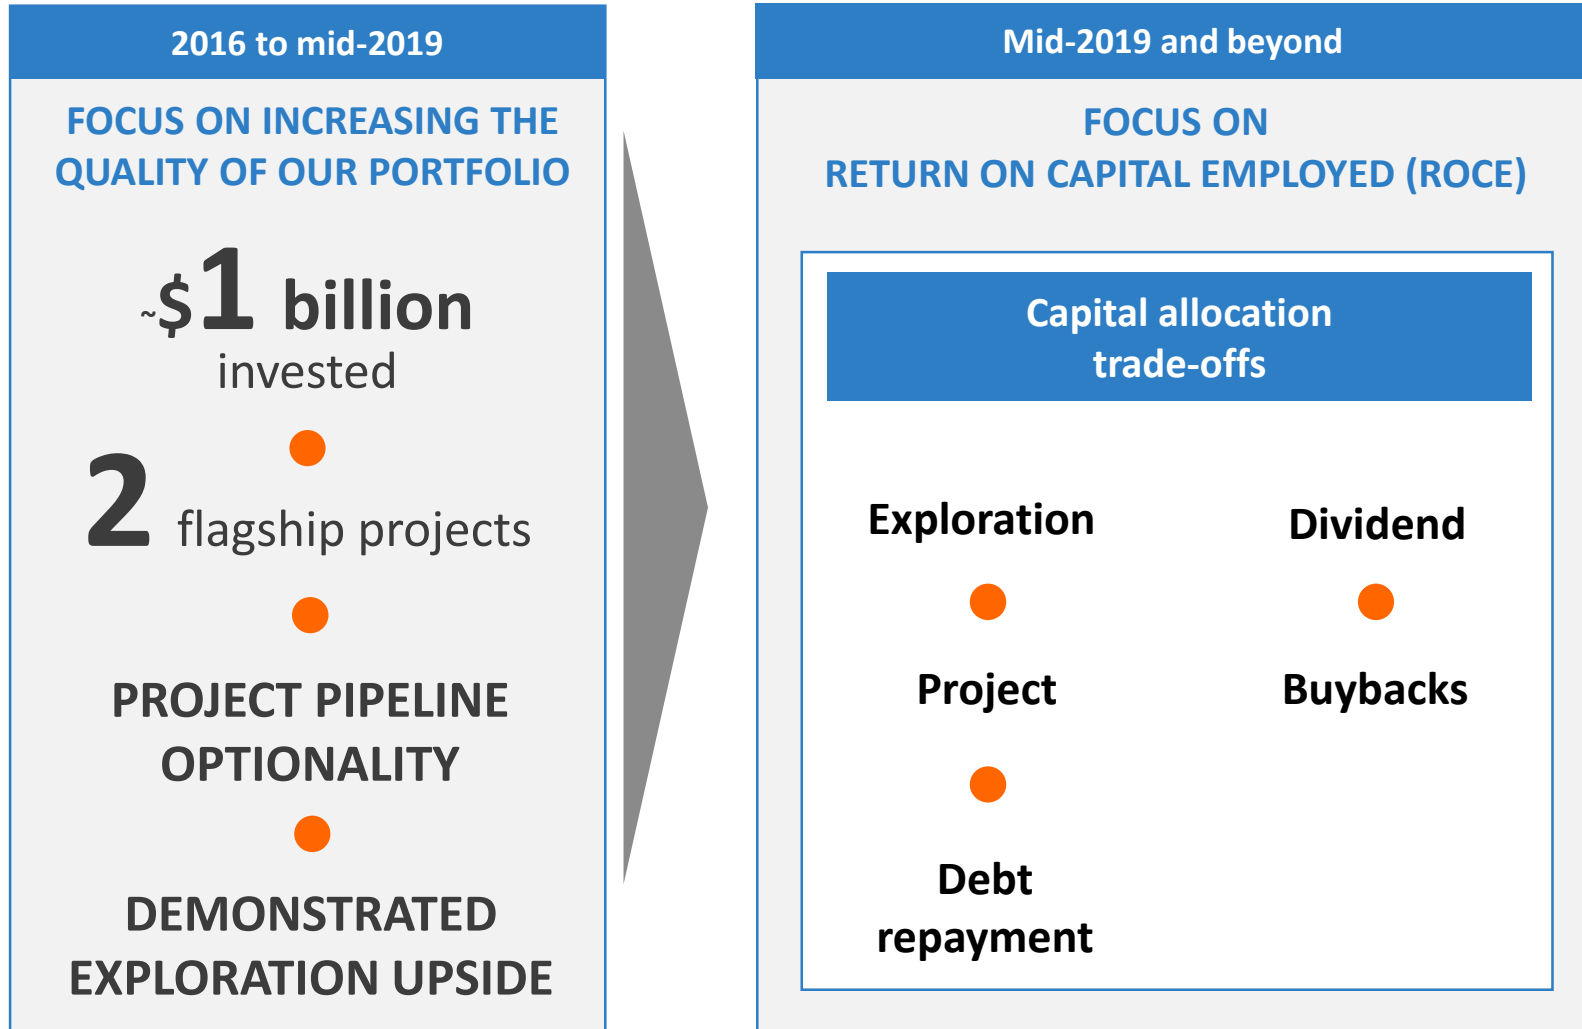 2016 to mid-2019
FOCUS ON INCREASING THE
QUALITY OF OUR PORTFOLIO
~$1 billion
invested
2 flagship projects
PROJECT PIPELINE
OPTIONALITY
DEMONSTRATED
EXPLORATION UPSIDE
Mid-2019 and beyond
FOCUS ON
RETURN ON CAPITAL EMPLOYED (ROCE)
Capital allocation
trade-offs
Exploration
Project
Debt
repayment
Dividend
Buybacks